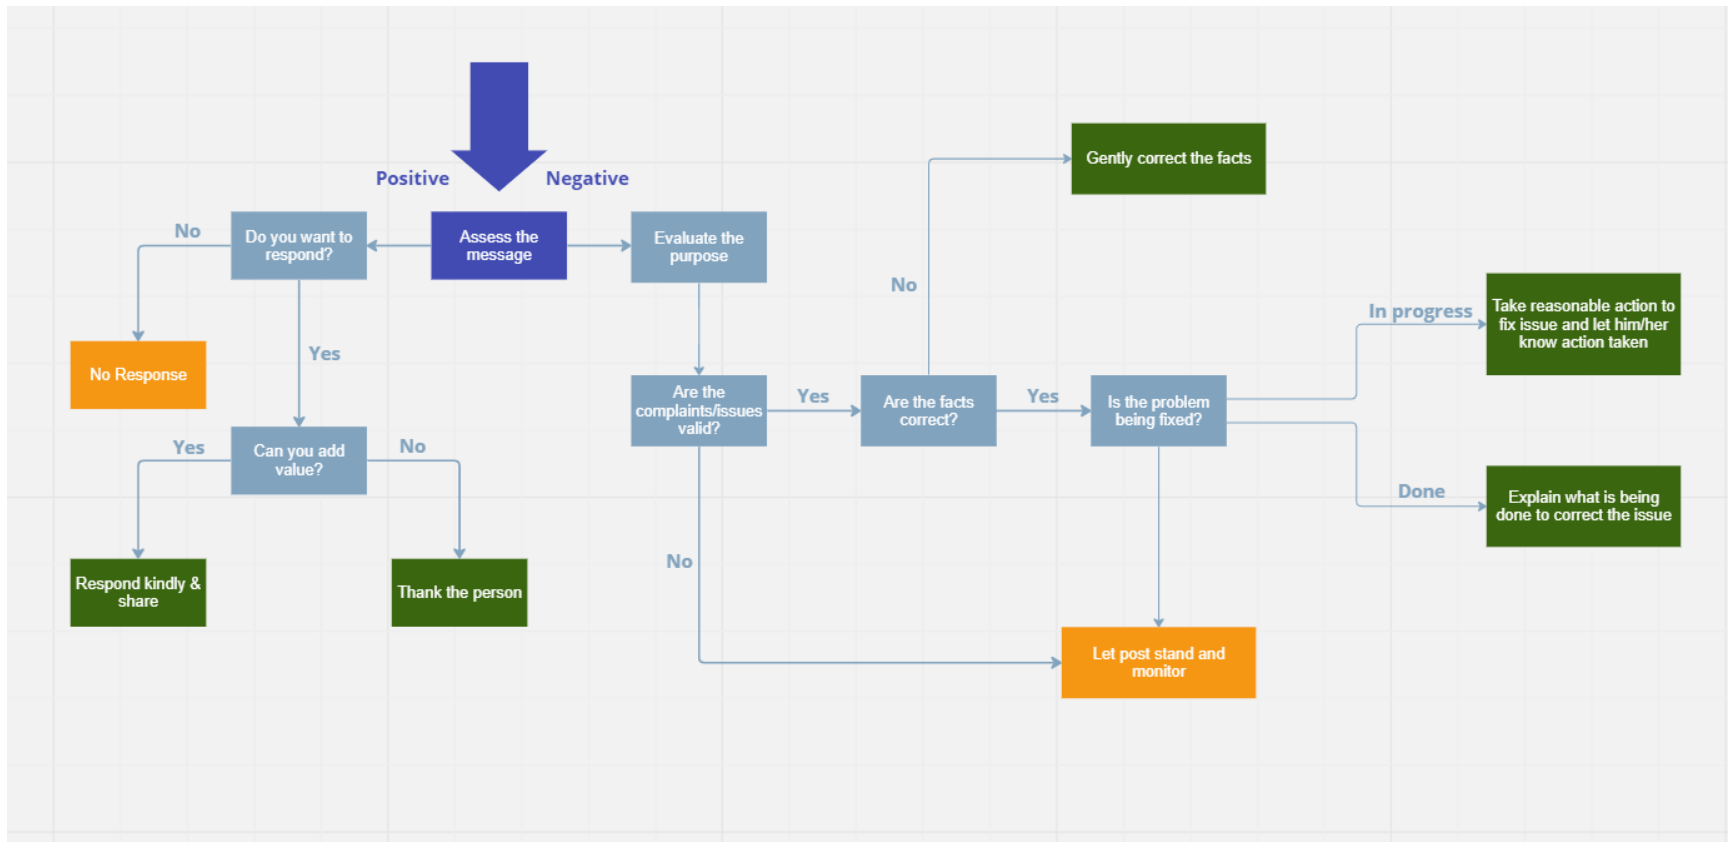 Positive
Negative
No
Do you want to
respond?
Assess the
message
Evaluate the
purpose
Gently correct the facts
No
In progress
Take reasonable action to
fix issue and let him/her
know action taken
No Response
Yes
Are the
complaints/issues
valid?
Yes
Are the facts
correct?
Yes
Is the problem
being fixed?
Yes
Can you add
value?
No
Done
Explain what is being
done to correct the issue
No
Respond kindly &
share
Thank the person
Let post stand and
monitor